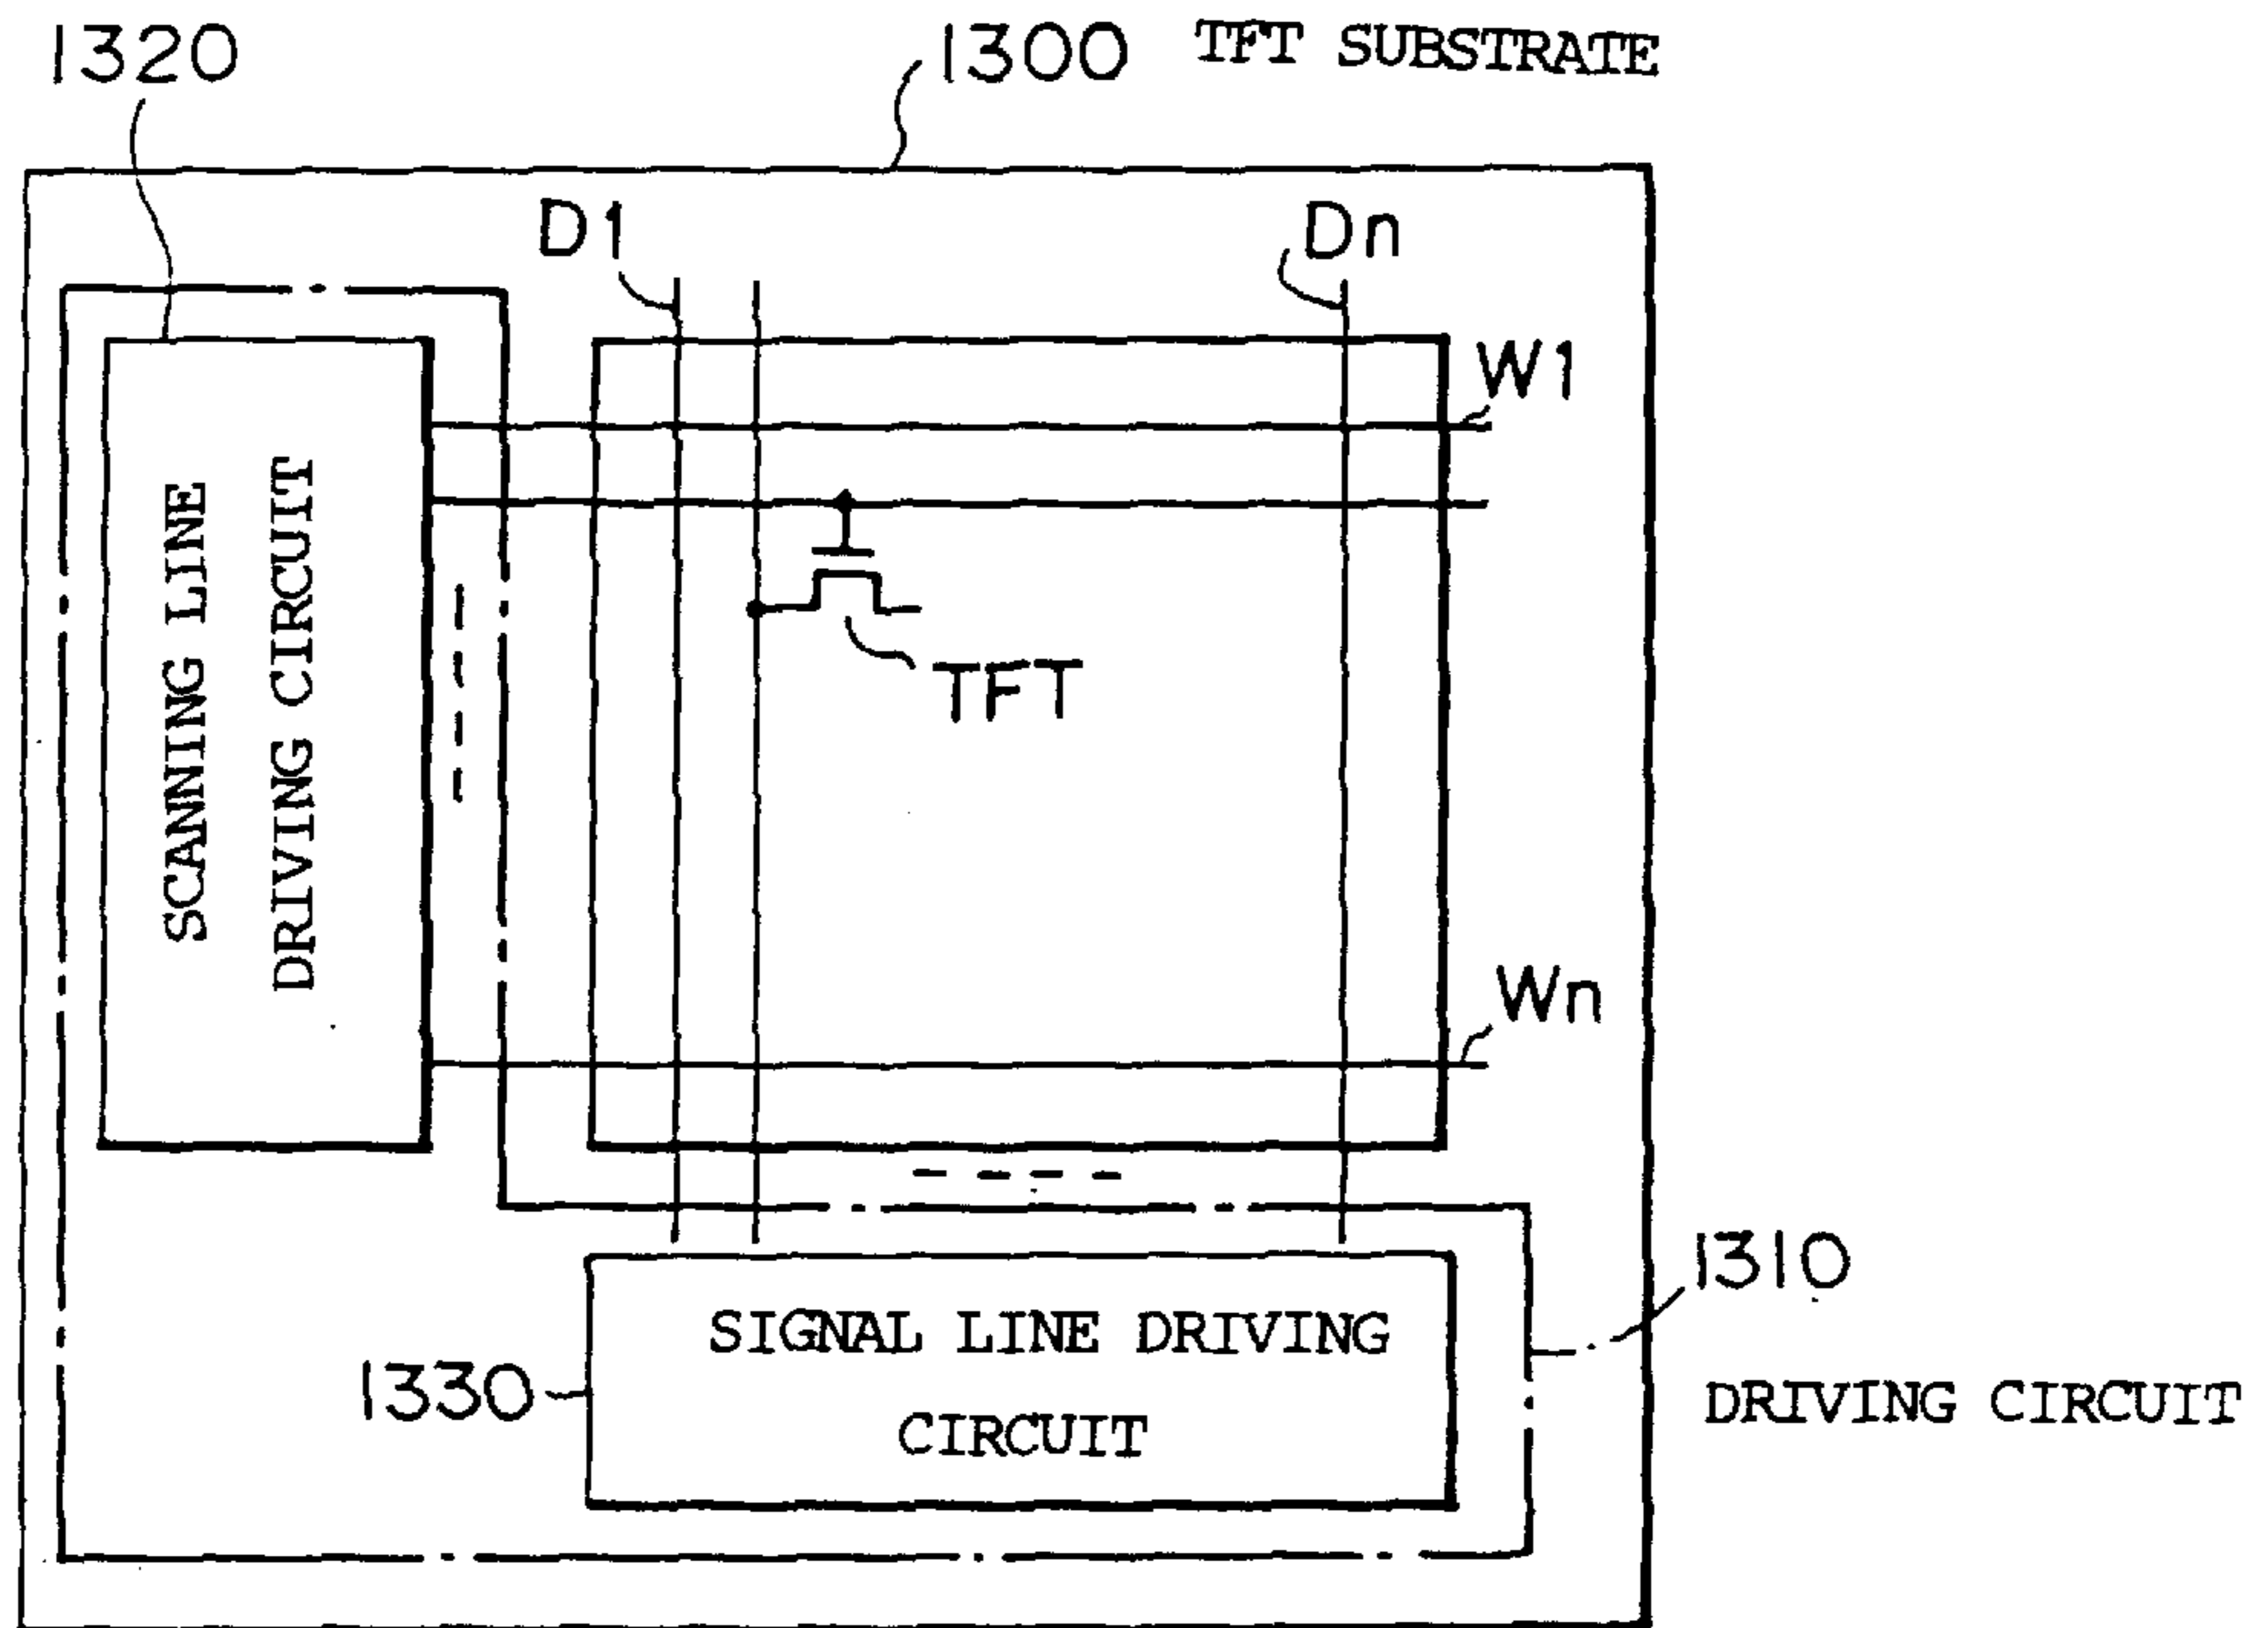 1320
1300 TFT SUBSTRATE
D1
Dn
W1
SCANNING LINE
DRIVING CIRCUIT
TFT
Wn
1310
DRIVING CIRCUIT
1330
SIGNAL LINE DRIVING
CIRCUIT